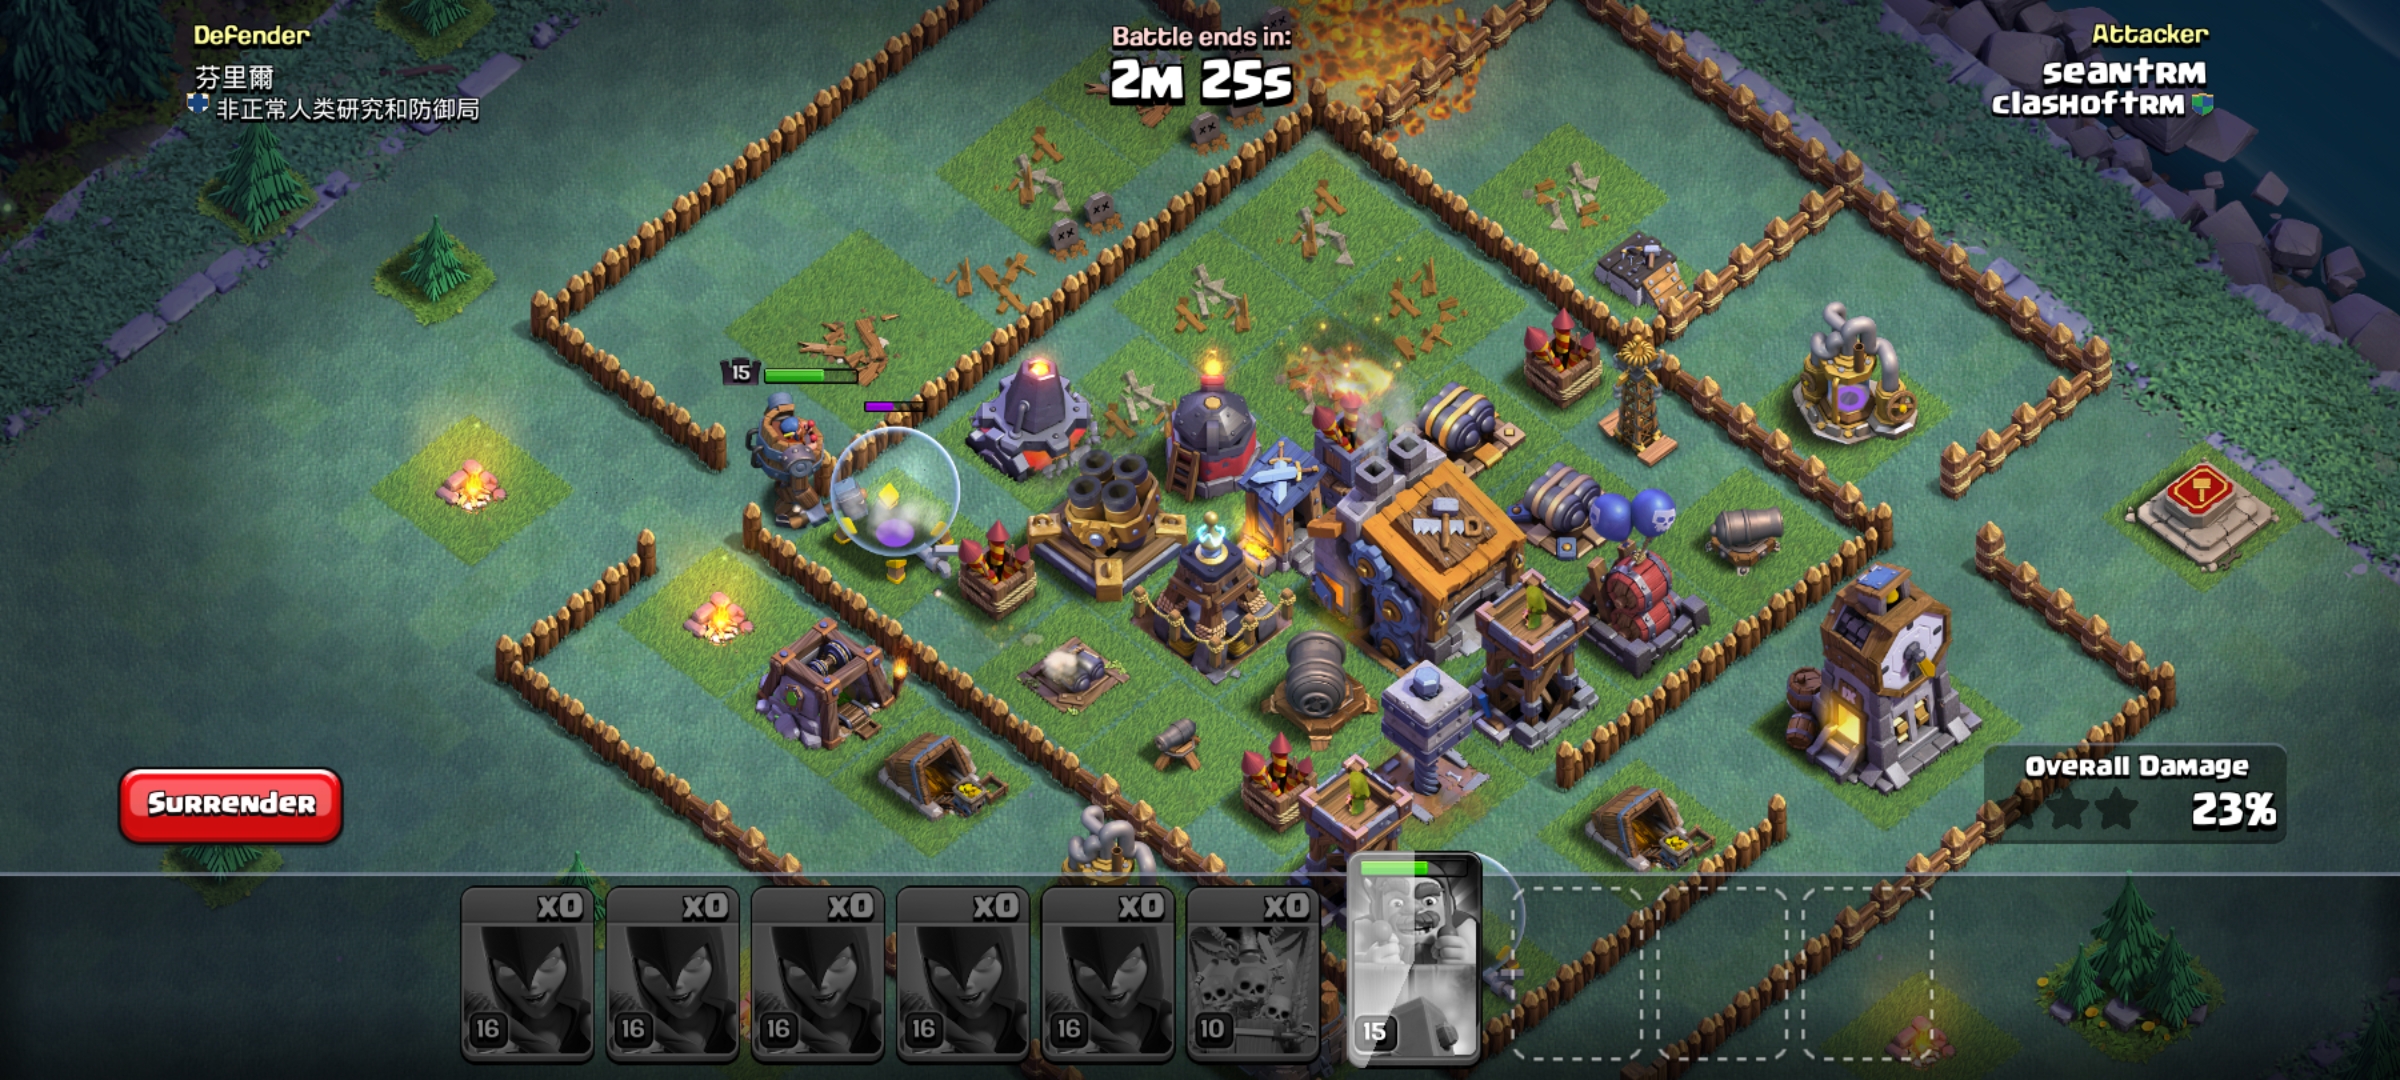 Defender
芬里爾
非正常人类研究和防御局
Battle ends in:
2M 25s
Attacker
seantRM
clashoftRM
15
Surrender
Overall Damage
23%
x0
x0
x0
x0
x0
x0
16
16
16
16
16
10
15